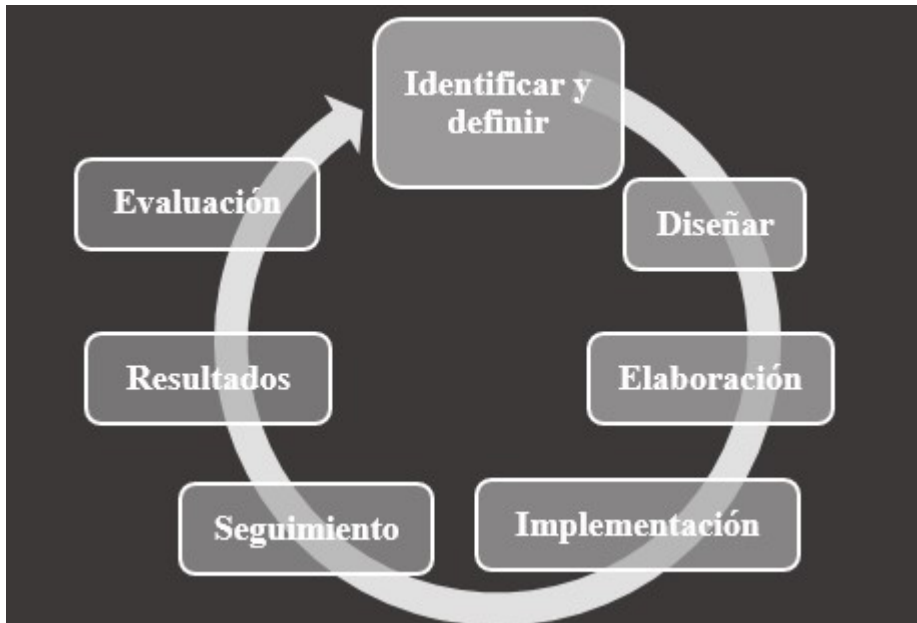 Identificar y
definir
Diseñar
Elaboración
Implementación
Seguimiento
Resultados
Evaluación